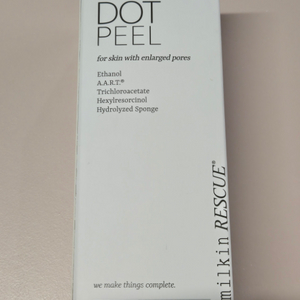 DOT
PEEL
for skin with enlarged pores
Ethanol
A.A.R.T.®
Trichloroacetate
Hexylresorcinol
Hydrolyzed Sponge
milkin RESCUE®
we make things complete.